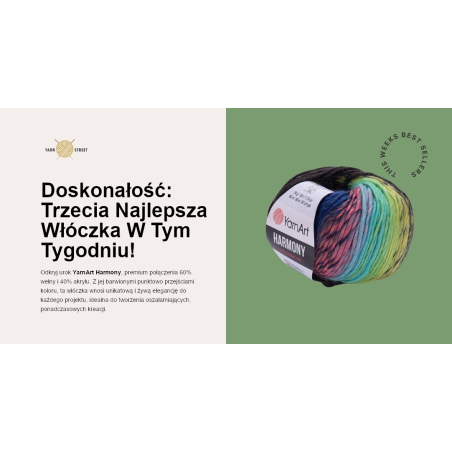 YARN STREET
Doskonałość:
Trzecia Najlepsza
Włóczka W Tym
Tygodniu!
Odkryj urok YarnArt Harmony, premium połączenia 60%
wełny i 40% akrylu. Z jej barwionymi punktowo przejściami
koloru, ta włóczka wnosi unikatową i żywą elegancję do
każdego projektu, idealna do tworzenia oszałamiających,
ponadczasowych kreacji.
THIS WEEKS BEST SELLERS
YarnArt
HARMONY